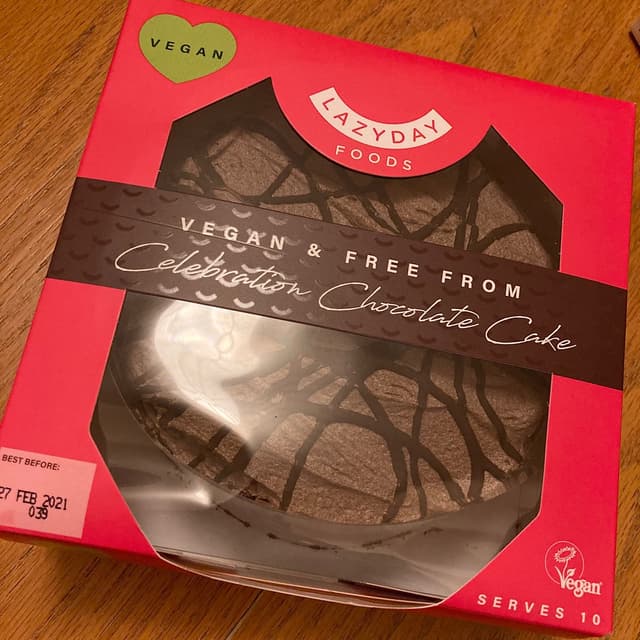 VEGAN
LAZYDAY
FOODS
VEGAN & FREE FROM
Celebration Chocolate Cake
BEST BEFORE:
27 FEB 2021
039
Vegan
SERVES 10